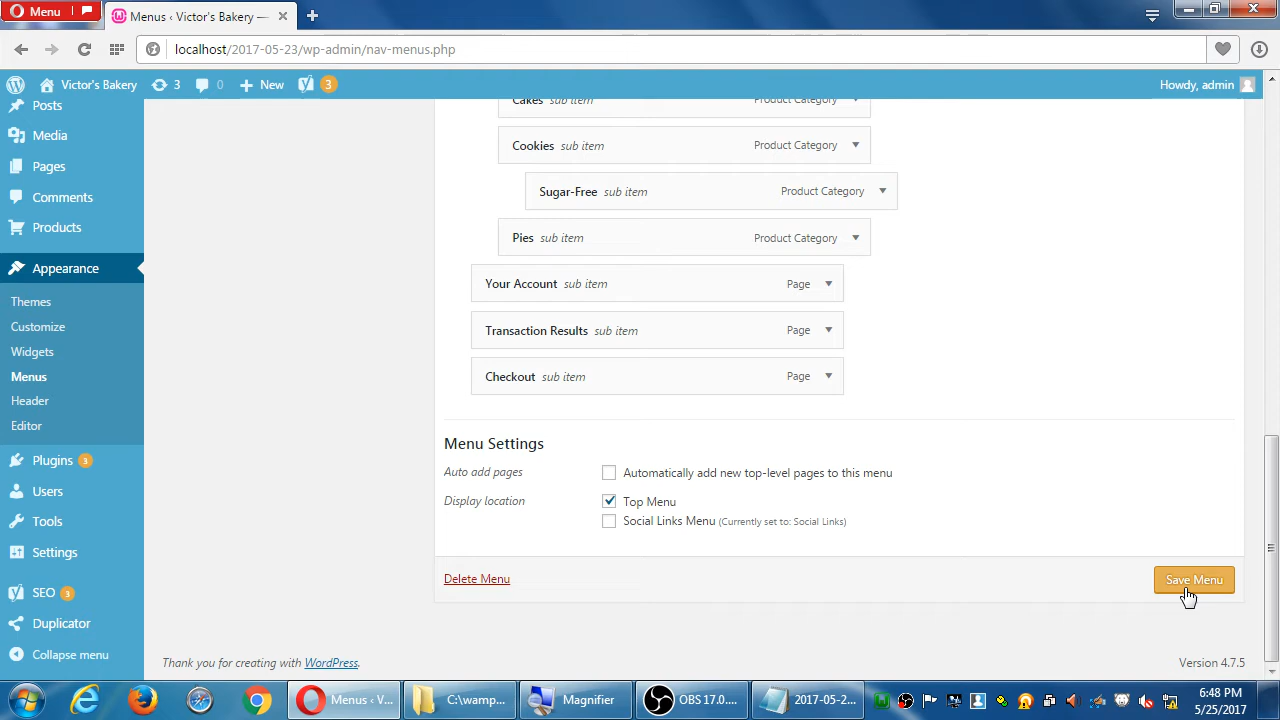 Menu
Menus ‹ Victor's Bakery —
localhost/2017-05-23/wp-admin/nav-menus.php
Victor's Bakery
3
0
New
3
Howdy, admin
Posts
Media
Pages
Comments
Products
Appearance
Themes
Customize
Widgets
Menus
Header
Editor
Plugins 3
Users
Tools
Settings
SEO 3
Duplicator
Collapse menu
Cakes sub item Product Category
Cookies sub item Product Category
Sugar-Free sub item Product Category
Pies sub item Product Category
Your Account sub item Page
Transaction Results sub item Page
Checkout sub item Page
Menu Settings
Auto add pages Automatically add new top-level pages to this menu
Display location Top Menu
Social Links Menu (Currently set to: Social Links)
Delete Menu Save Menu
Thank you for creating with WordPress. Version 4.7.5
Menus ‹ V...
C:\wamp...
Magnifier
OBS 17.0....
2017-05-2...
6:48 PM
5/25/2017